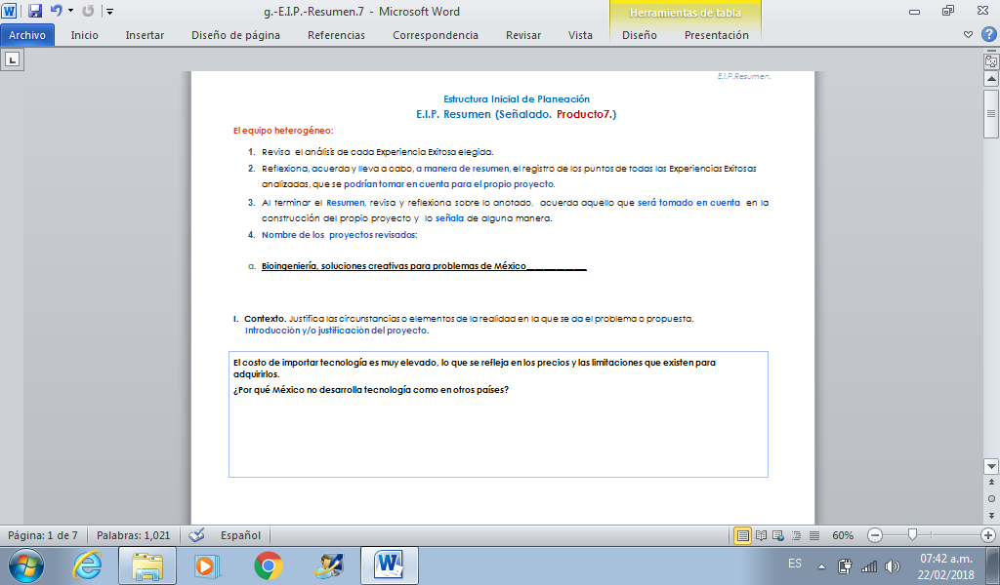 g.-E.I.P.-Resumen.7 - Microsoft Word
Herramientas de tabla
Archivo Inicio Insertar Diseño de página Referencias Correspondencia Revisar Vista Diseño Presentación
E.I.P.Resumen.
Estructura Inicial de Planeación
E.I.P. Resumen (Señalado. Producto7.)
El equipo heterogéneo:
1. Revisa el análisis de cada Experiencia Exitosa elegida.
2. Reflexiona, acuerda y lleva a cabo, a manera de resumen, el registro de los puntos de todas las Experiencias Exitosas
analizadas, que se podrían tomar en cuenta para el propio proyecto.
3. Al terminar el Resumen, revisa y reflexiona sobre lo anotado, acuerda aquello que será tomado en cuenta en la
construcción del propio proyecto y lo señala de alguna manera.
4. Nombre de los proyectos revisados:
a. Bioingeniería, soluciones creativas para problemas de México______________
I. Contexto. Justifica las circunstancias o elementos de la realidad en la que se da el problema o propuesta.
Introducción y/o justificación del proyecto.
El costo de importar tecnología es muy elevado, lo que se refleja en los precios y las limitaciones que existen para
adquirirlos.
¿Por qué México no desarrolla tecnología como en otros países?
Página: 1 de 7 Palabras: 1,021 Español 60%
ES 07:42 a.m.
22/02/2018